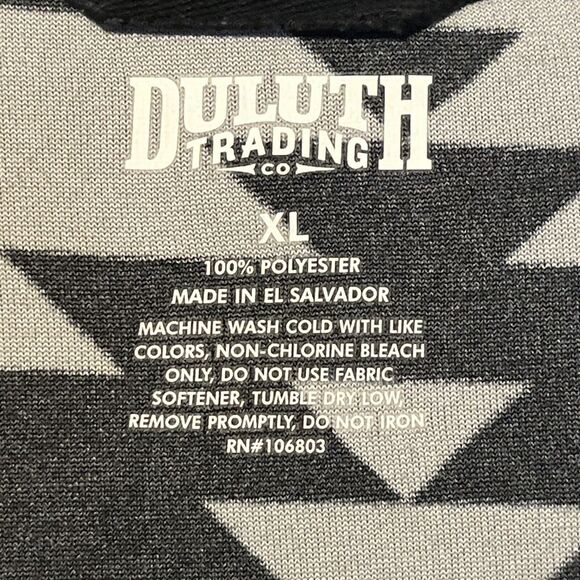 DULUTH
TRADING
CO
XL
100% POLYESTER
MADE IN EL SALVADOR
MACHINE WASH COLD WITH LIKE
COLORS, NON-CHLORINE BLEACH
ONLY, DO NOT USE FABRIC
SOFTENER, TUMBLE DRY LOW,
REMOVE PROMPTLY, DO NOT IRON
RN#106803